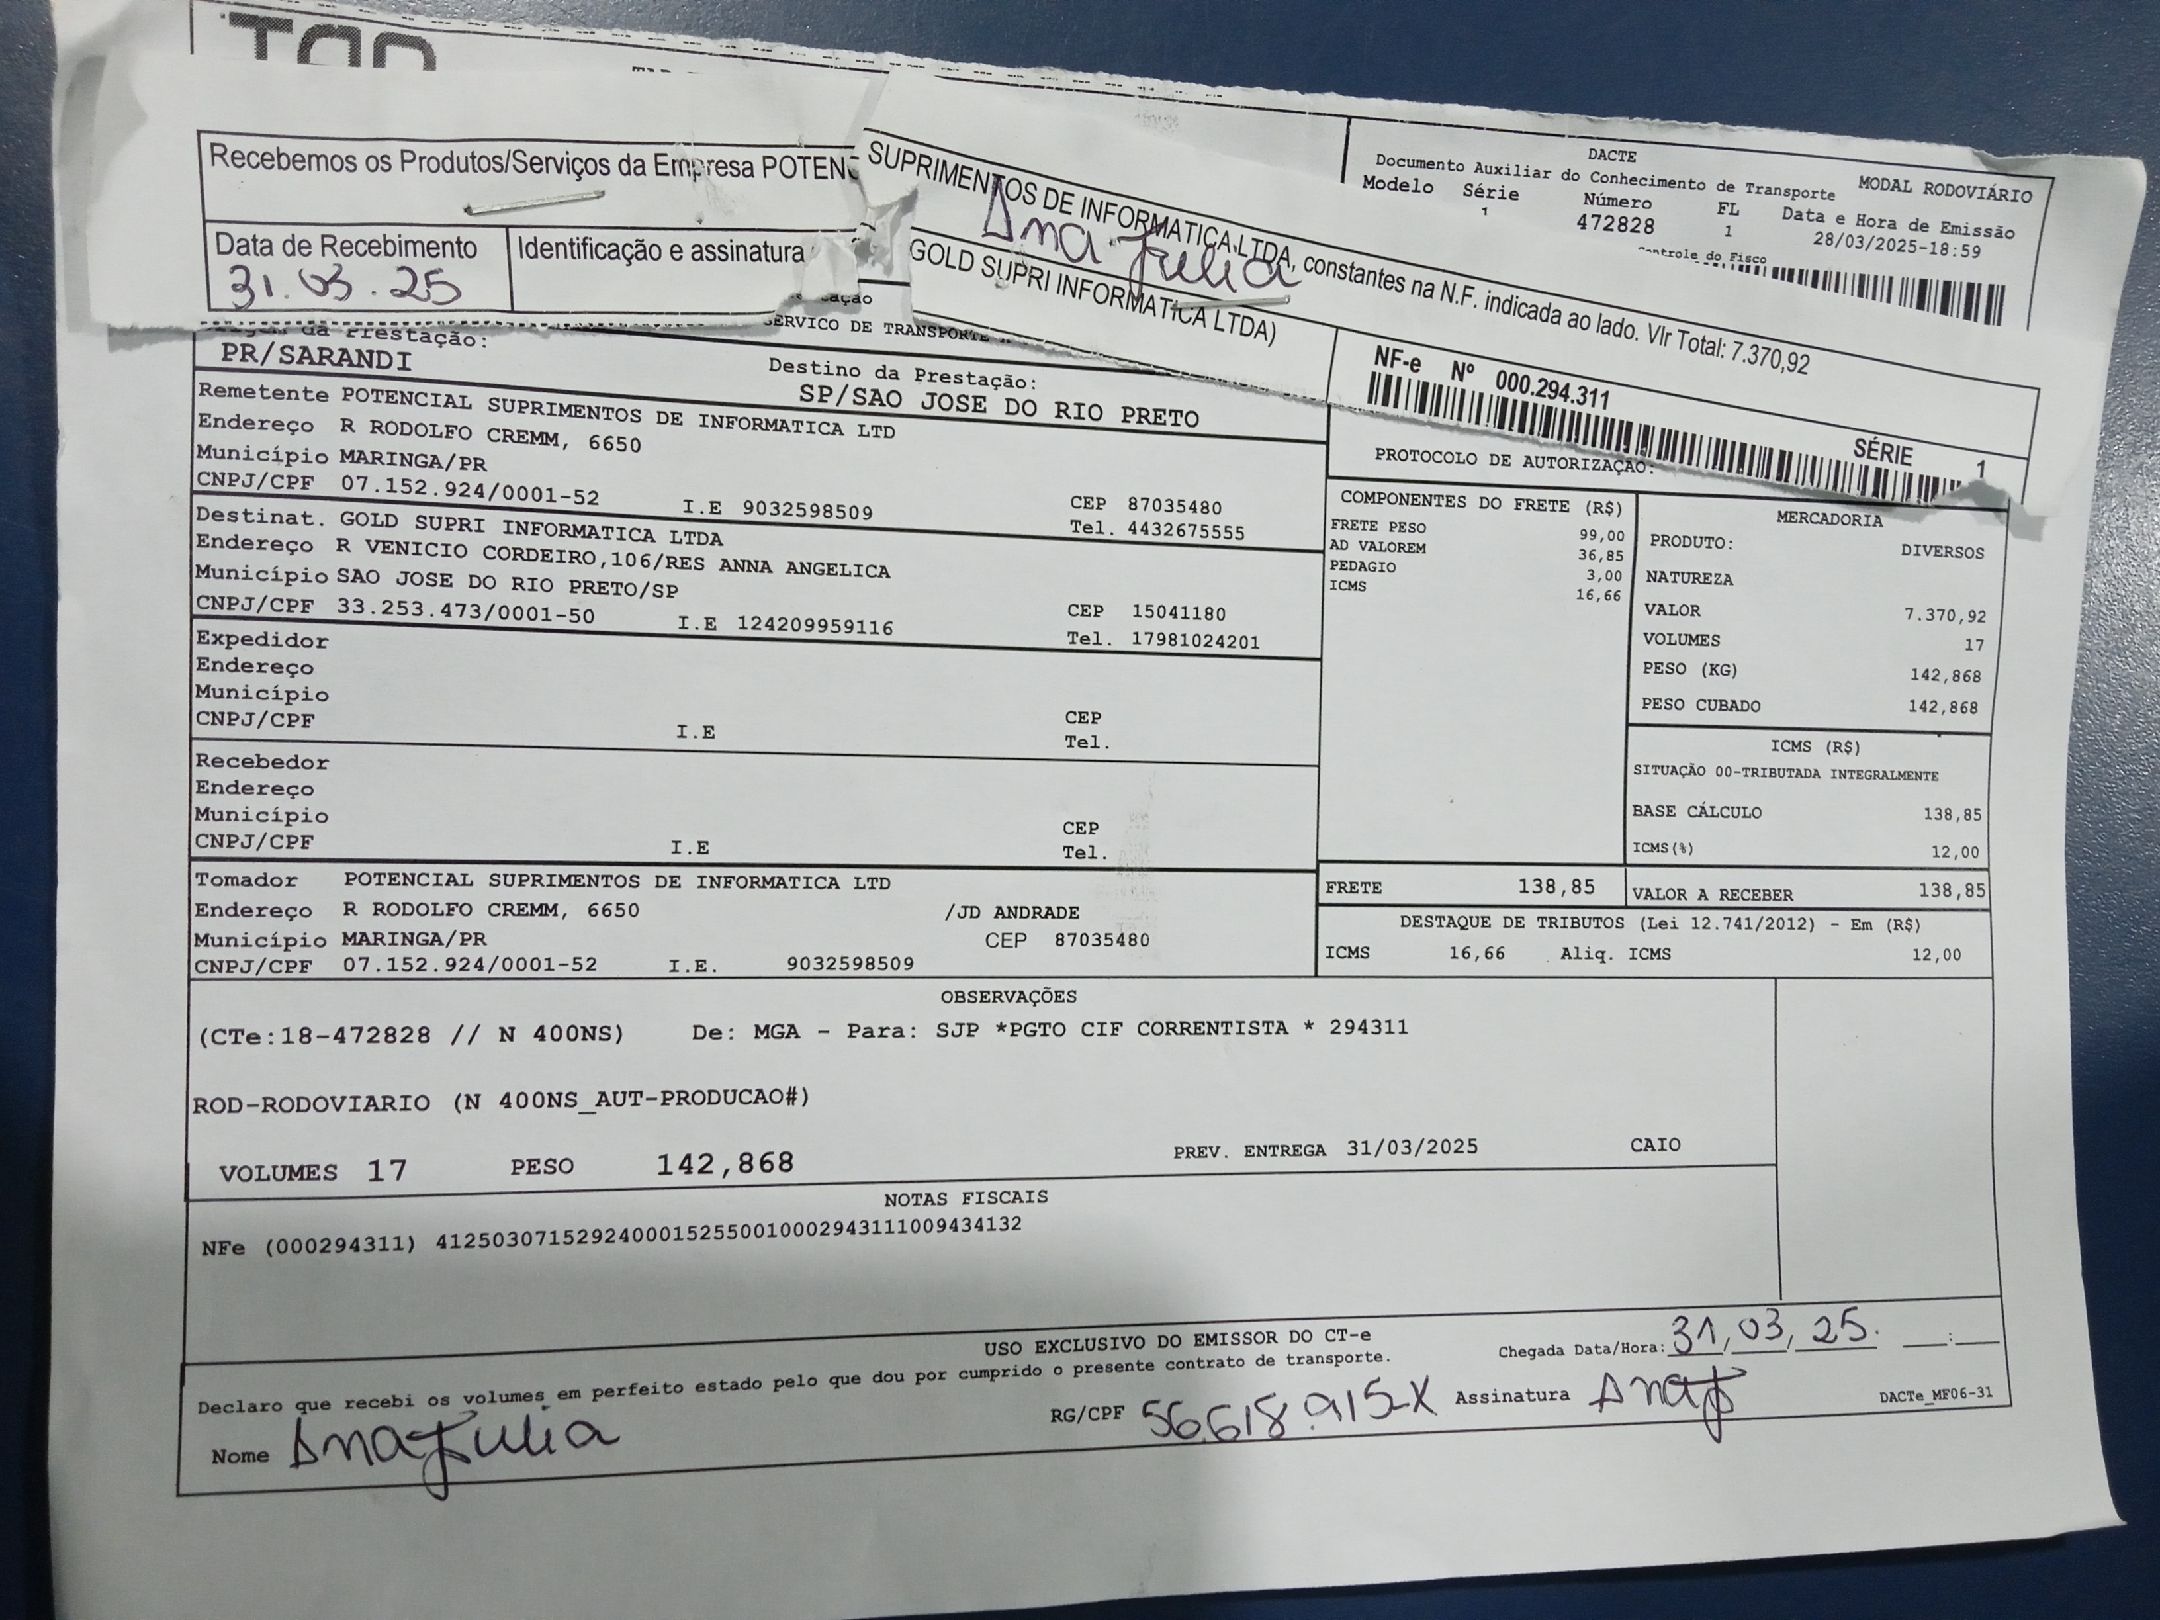 Recebemos os Produtos/Serviços da Empresa POTENC
SUPRIMENTOS DE INFORMATICA LTDA, constantes na N.F. indicada ao lado. Vlr Total: 7.370,92
Data de Recebimento
31.03.25
Identificação e assinatura
Ana Julia
GOLD SUPRI INFORMATICA LTDA)
NF-e Nº 000.294.311
SÉRIE 1
DACTE
Documento Auxiliar do Conhecimento de Transporte
MODAL RODOVIÁRIO
Modelo Série Número FL Data e Hora de Emissão
1 472828 1 28/03/2025-18:59
do Fisco
SERVICO DE TRANSPORTE
da Prestação:
PR/SARANDI
Destino da Prestação:
SP/SAO JOSE DO RIO PRETO
PROTOCOLO DE AUTORIZAÇÃO:
Remetente POTENCIAL SUPRIMENTOS DE INFORMATICA LTD
Endereço R RODOLFO CREMM, 6650
Município MARINGA/PR
CNPJ/CPF 07.152.924/0001-52 I.E 9032598509
CEP 87035480
Tel. 4432675555
Destinat. GOLD SUPRI INFORMATICA LTDA
Endereço R VENICIO CORDEIRO,106/RES ANNA ANGELICA
Município SAO JOSE DO RIO PRETO/SP
CNPJ/CPF 33.253.473/0001-50 I.E 124209959116
CEP 15041180
Tel. 17981024201
Expedidor
Endereço
Município
CNPJ/CPF I.E
CEP
Tel.
Recebedor
Endereço
Município
CNPJ/CPF I.E
CEP
Tel.
Tomador POTENCIAL SUPRIMENTOS DE INFORMATICA LTD
Endereço R RODOLFO CREMM, 6650 /JD ANDRADE
Município MARINGA/PR CEP 87035480
CNPJ/CPF 07.152.924/0001-52 I.E. 9032598509
COMPONENTES DO FRETE (R$)
FRETE PESO 99,00
AD VALOREM 36,85
PEDAGIO 3,00
ICMS 16,66
MERCADORIA
PRODUTO: DIVERSOS
NATUREZA
VALOR 7.370,92
VOLUMES 17
PESO (KG) 142,868
PESO CUBADO 142,868
ICMS (R$)
SITUAÇÃO 00-TRIBUTADA INTEGRALMENTE
BASE CÁLCULO 138,85
ICMS(%) 12,00
FRETE 138,85 VALOR A RECEBER 138,85
DESTAQUE DE TRIBUTOS (Lei 12.741/2012) - Em (R$)
ICMS 16,66 Aliq. ICMS 12,00
OBSERVAÇÕES
(CTe:18-472828 // N 400NS) De: MGA - Para: SJP *PGTO CIF CORRENTISTA * 294311
ROD-RODOVIARIO (N 400NS_AUT-PRODUCAO#)
VOLUMES 17 PESO 142,868 PREV. ENTREGA 31/03/2025 CAIO
NOTAS FISCAIS
NFe (000294311) 41250307152924000152550010002943111009434132
USO EXCLUSIVO DO EMISSOR DO CT-e
Declaro que recebi os volumes em perfeito estado pelo que dou por cumprido o presente contrato de transporte.
Chegada Data/Hora: 31/03/25. __:__
Nome Ana Julia
RG/CPF 56.618.915-X Assinatura Ana J
DACTe_MF06-31